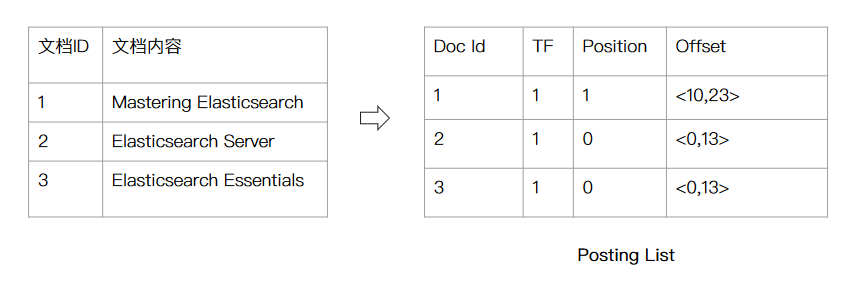 文档ID 文档内容
1 Mastering Elasticsearch
2 Elasticsearch Server
3 Elasticsearch Essentials
Doc Id TF Position Offset
1 1 1 <10,23>
2 1 0 <0,13>
3 1 0 <0,13>
Posting List